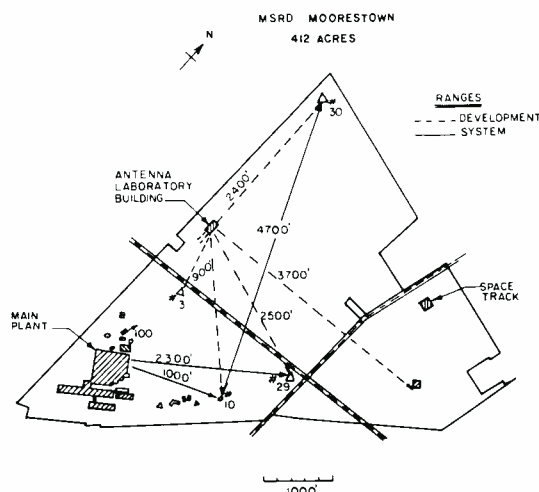 MSRD MOORESTOWN
412 ACRES
N
#
30
RANGES
DEVELOPMENT
SYSTEM
ANTENNA
LABORATORY
BUILDING
2400'
4700'
3700'
900'
#
3
2500'
SPACE
TRACK
MAIN
PLANT
100
2300'
1000'
#
29
#
10
1000'